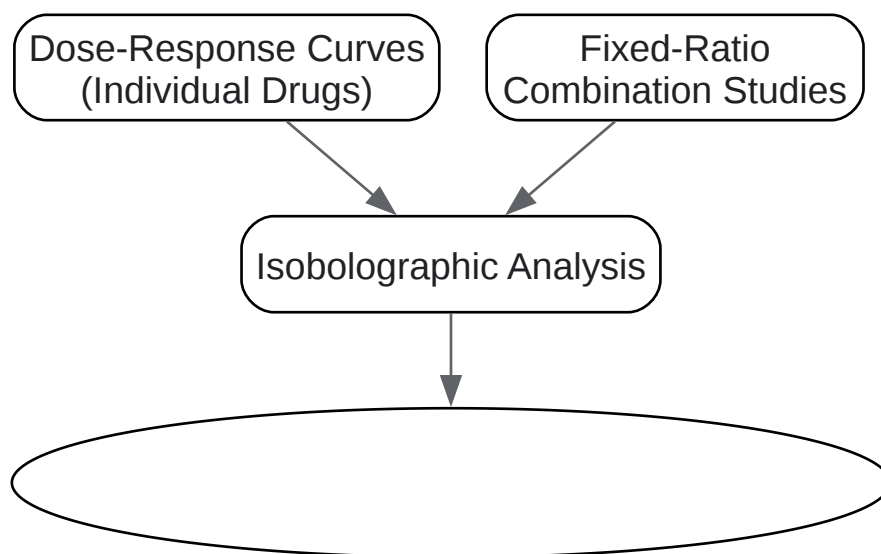 Dose-Response Curves
(Individual Drugs)
Fixed-Ratio
Combination Studies
Isobolographic Analysis